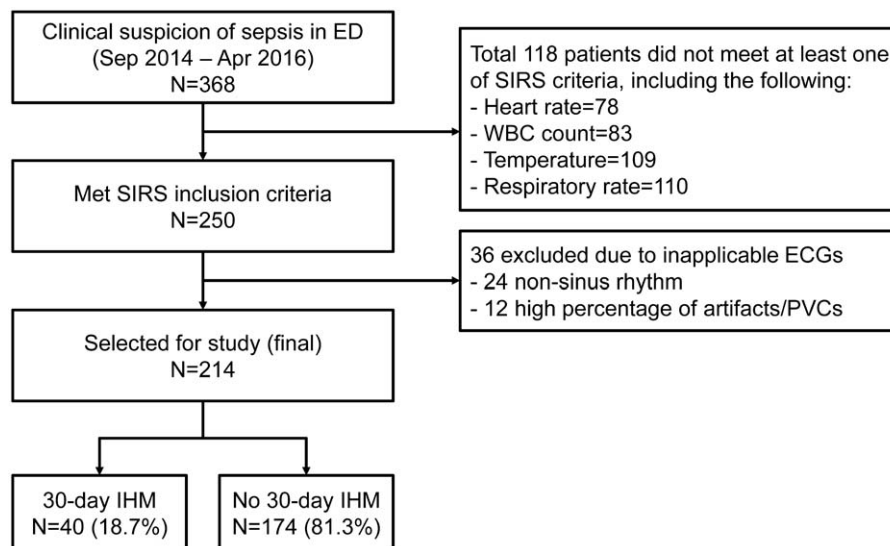 Clinical suspicion of sepsis in ED
(Sep 2014 – Apr 2016)
N=368
Total 118 patients did not meet at least one
of SIRS criteria, including the following:
- Heart rate=78
- WBC count=83
- Temperature=109
- Respiratory rate=110
Met SIRS inclusion criteria
N=250
36 excluded due to inapplicable ECGs
- 24 non-sinus rhythm
- 12 high percentage of artifacts/PVCs
Selected for study (final)
N=214
30-day IHM
N=40 (18.7%)
No 30-day IHM
N=174 (81.3%)